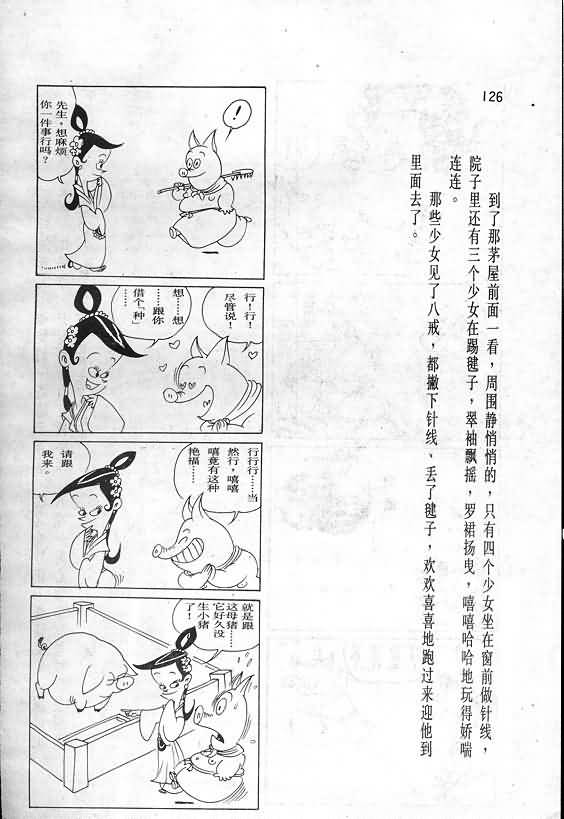 126
到了那茅屋前面一看，周围静悄悄的，只有四个少女坐在窗前做针线，
院子里还有三个少女在踢毽子，翠袖飘摇，罗裙扬曳，嘻嘻哈哈地玩得娇喘
连连。
那些少女见了八戒，都撇下针线、丢了毽子，欢欢喜喜地跑过来迎他到
里面去了。
！
先生，想麻烦
你一件事行吗？
行！行！
尽管说！
想……想
……跟你
借个「种」
……
行行行……当
然行，嘻嘻
嘻竟有这种
艳福……
请跟
我来。
就是跟
这母猪……
它好久没
生小猪
了！